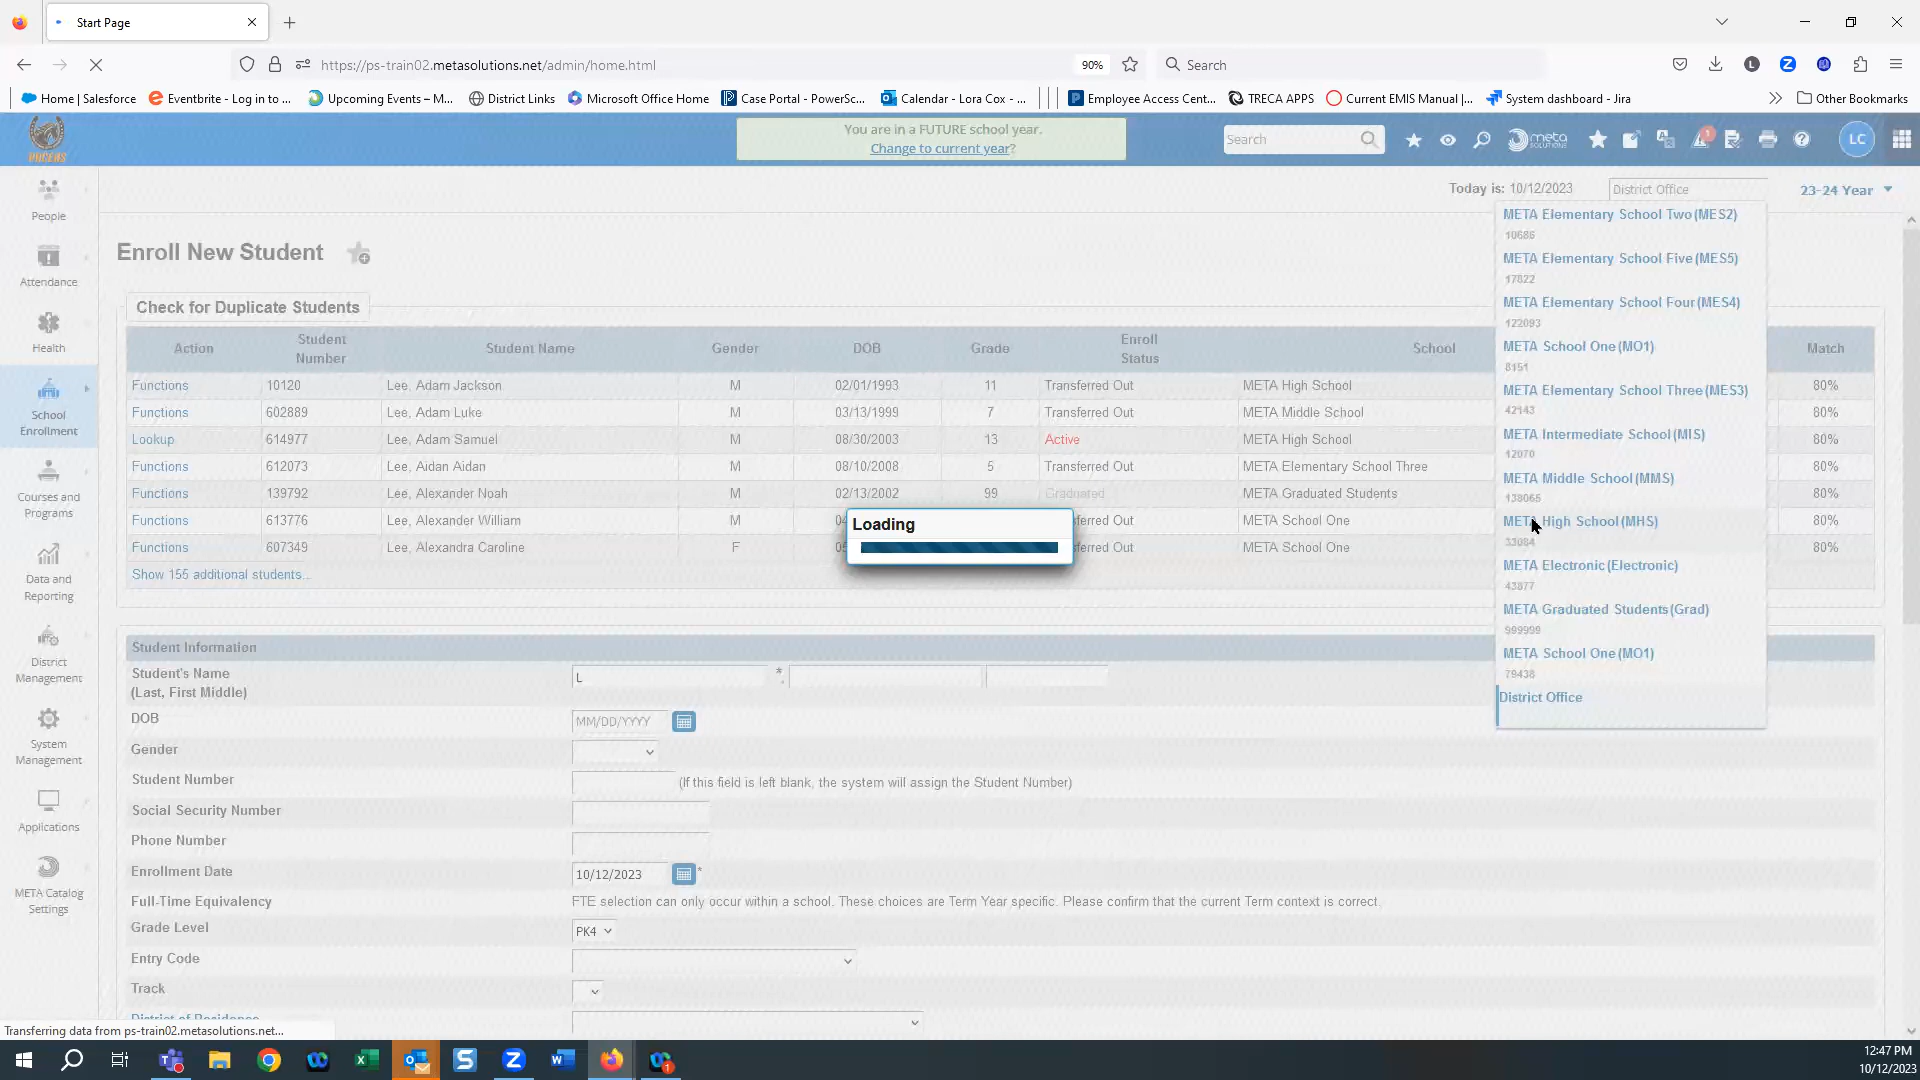 Start Page
https://ps-train02.metasolutions.net/admin/home.html
90%
Search
Home | Salesforce
Eventbrite - Log in to ...
Upcoming Events – M...
District Links
Microsoft Office Home
Case Portal - PowerSc...
Calendar - Lora Cox - ...
Employee Access Cent...
TRECA APPS
Current EMIS Manual |...
System dashboard - Jira
Other Bookmarks
PACERS
You are in a FUTURE school year.
Change to current year?
Search
meta
SOLUTIONS
1
LC
Today is: 10/12/2023
District Office
23-24 Year
People
Attendance
Health
School
Enrollment
Courses and
Programs
Data and
Reporting
District
Management
System
Management
Applications
META Catalog
Settings
Enroll New Student
Check for Duplicate Students
Action Student Number Student Name Gender DOB Grade Enroll Status School Match
Functions 10120 Lee, Adam Jackson M 02/01/1993 11 Transferred Out META High School 80%
Functions 602889 Lee, Adam Luke M 03/13/1999 7 Transferred Out META Middle School 80%
Lookup 614977 Lee, Adam Samuel M 08/30/2003 13 Active META High School 80%
Functions 612073 Lee, Aidan Aidan M 08/10/2008 5 Transferred Out META Elementary School Three 80%
Functions 139792 Lee, Alexander Noah M 02/13/2002 99 Graduated META Graduated Students 80%
Functions 613776 Lee, Alexander William M ferred Out META School One 80%
Functions 607349 Lee, Alexandra Caroline F ferred Out META School One 80%
Show 155 additional students...
Loading
META Elementary School Two (MES2)
10686
META Elementary School Five (MES5)
17822
META Elementary School Four (MES4)
122093
META School One (MO1)
8151
META Elementary School Three (MES3)
42143
META Intermediate School (MIS)
12070
META Middle School (MMS)
138065
META High School (MHS)
33084
META Electronic (Electronic)
43877
META Graduated Students (Grad)
999999
META School One (MO1)
79438
District Office
Student Information
Student's Name
(Last, First Middle)
L
*
DOB
MM/DD/YYYY
Gender
Student Number
(If this field is left blank, the system will assign the Student Number)
Social Security Number
Phone Number
Enrollment Date
10/12/2023
*
Full-Time Equivalency
FTE selection can only occur within a school. These choices are Term Year specific. Please confirm that the current Term context is correct.
Grade Level
PK4
Entry Code
Track
District of Residence
Transferring data from ps-train02.metasolutions.net...
12:47 PM
10/12/2023